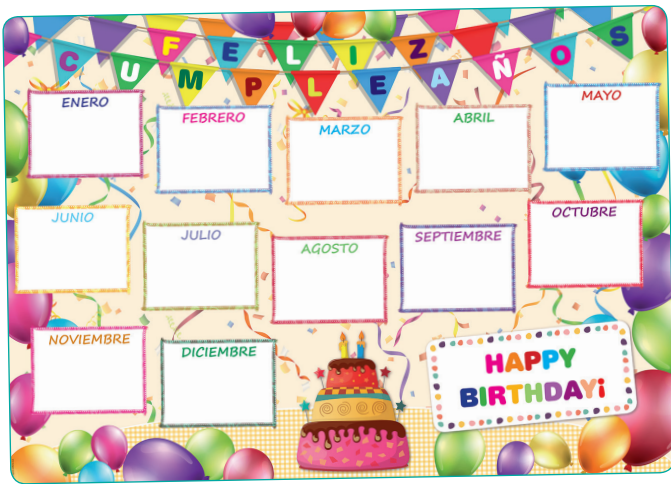 FELIZ
CUMPLEAÑOS
ENERO
FEBRERO
MARZO
ABRIL
MAYO
JUNIO
JULIO
AGOSTO
SEPTIEMBRE
OCTUBRE
NOVIEMBRE
DICIEMBRE
HAPPY
BIRTHDAY¡